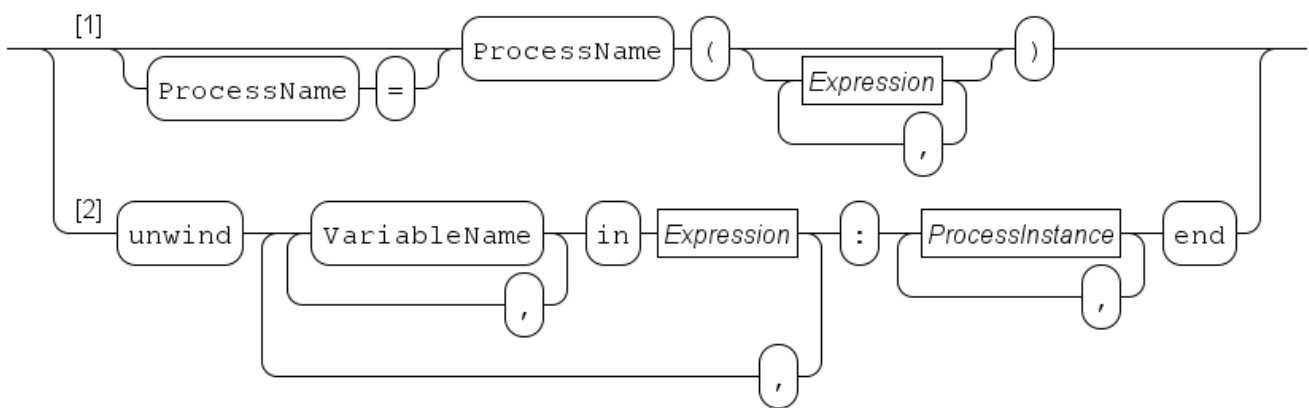 [1]
ProcessName ( )
ProcessName = Expression
,
[2]
unwind VariableName in Expression : ProcessInstance end
, ,
,